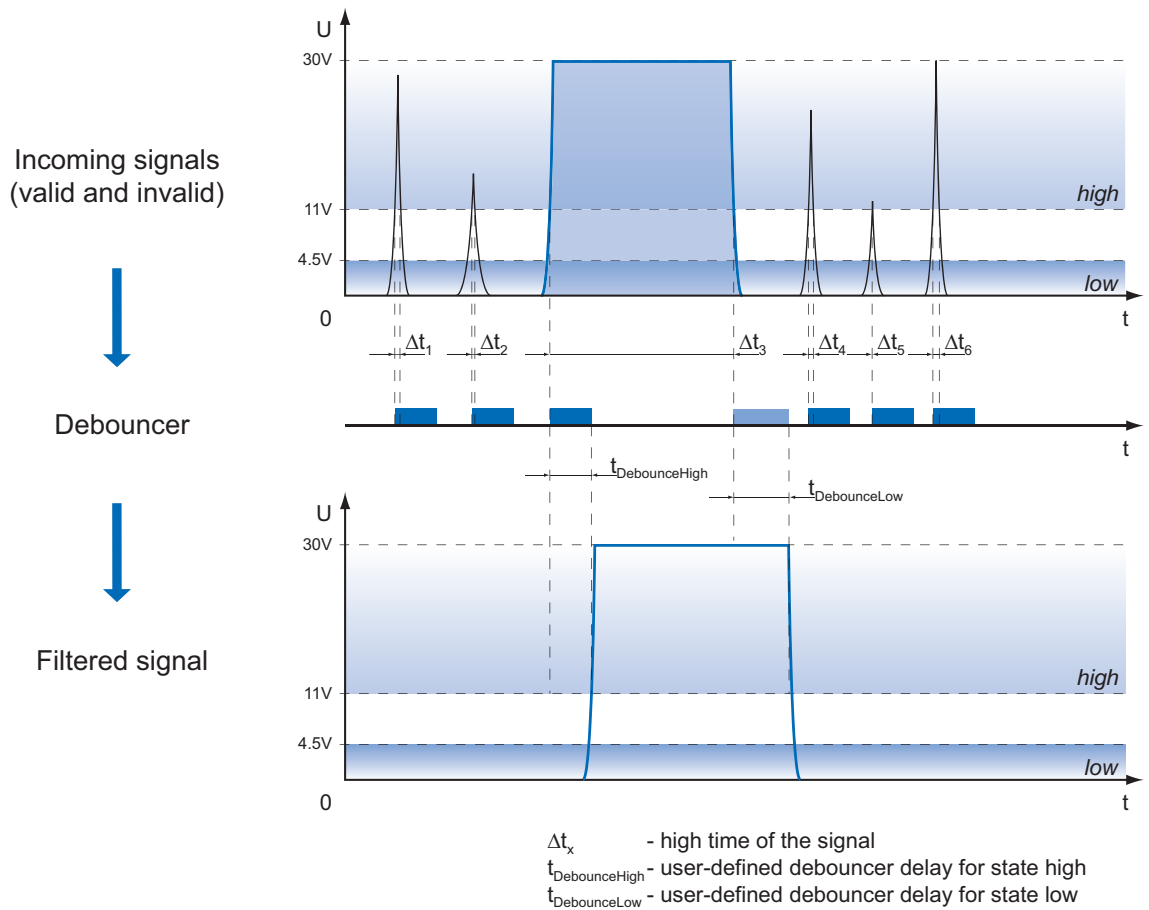 U
30V
Incoming signals
(valid and invalid)
high
11V
4.5V
low
0
t
Δt1
Δt2
Δt3
Δt4
Δt5
Δt6
Debouncer
t
tDebounceHigh
tDebounceLow
U
30V
Filtered signal
high
11V
4.5V
low
0
t
Δtx - high time of the signal
tDebounceHigh - user-defined debouncer delay for state high
tDebounceLow - user-defined debouncer delay for state low